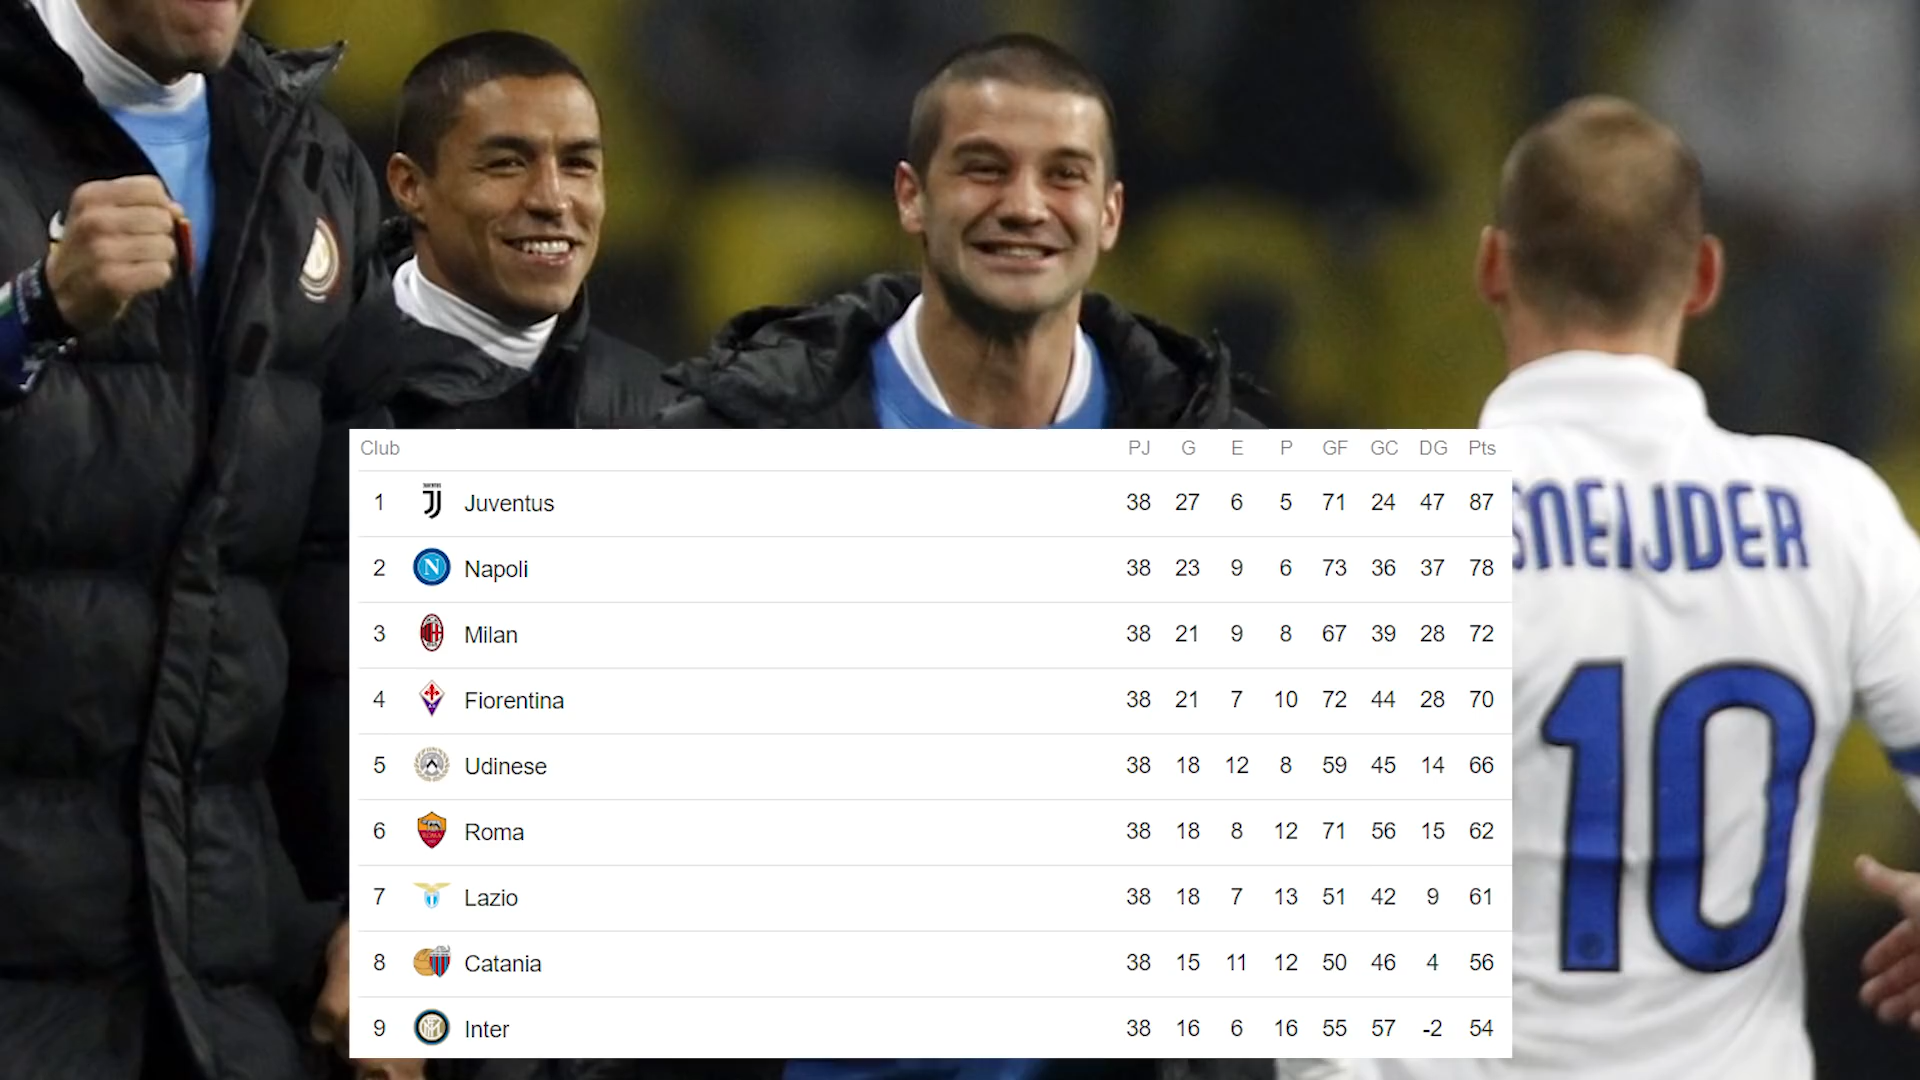 Club PJ G E P GF GC DG Pts
1 Juventus 38 27 6 5 71 24 47 87
2 Napoli 38 23 9 6 73 36 37 78
3 Milan 38 21 9 8 67 39 28 72
4 Fiorentina 38 21 7 10 72 44 28 70
5 Udinese 38 18 12 8 59 45 14 66
6 Roma 38 18 8 12 71 56 15 62
7 Lazio 38 18 7 13 51 42 9 61
8 Catania 38 15 11 12 50 46 4 56
9 Inter 38 16 6 16 55 57 -2 54
SNEIJDER
10